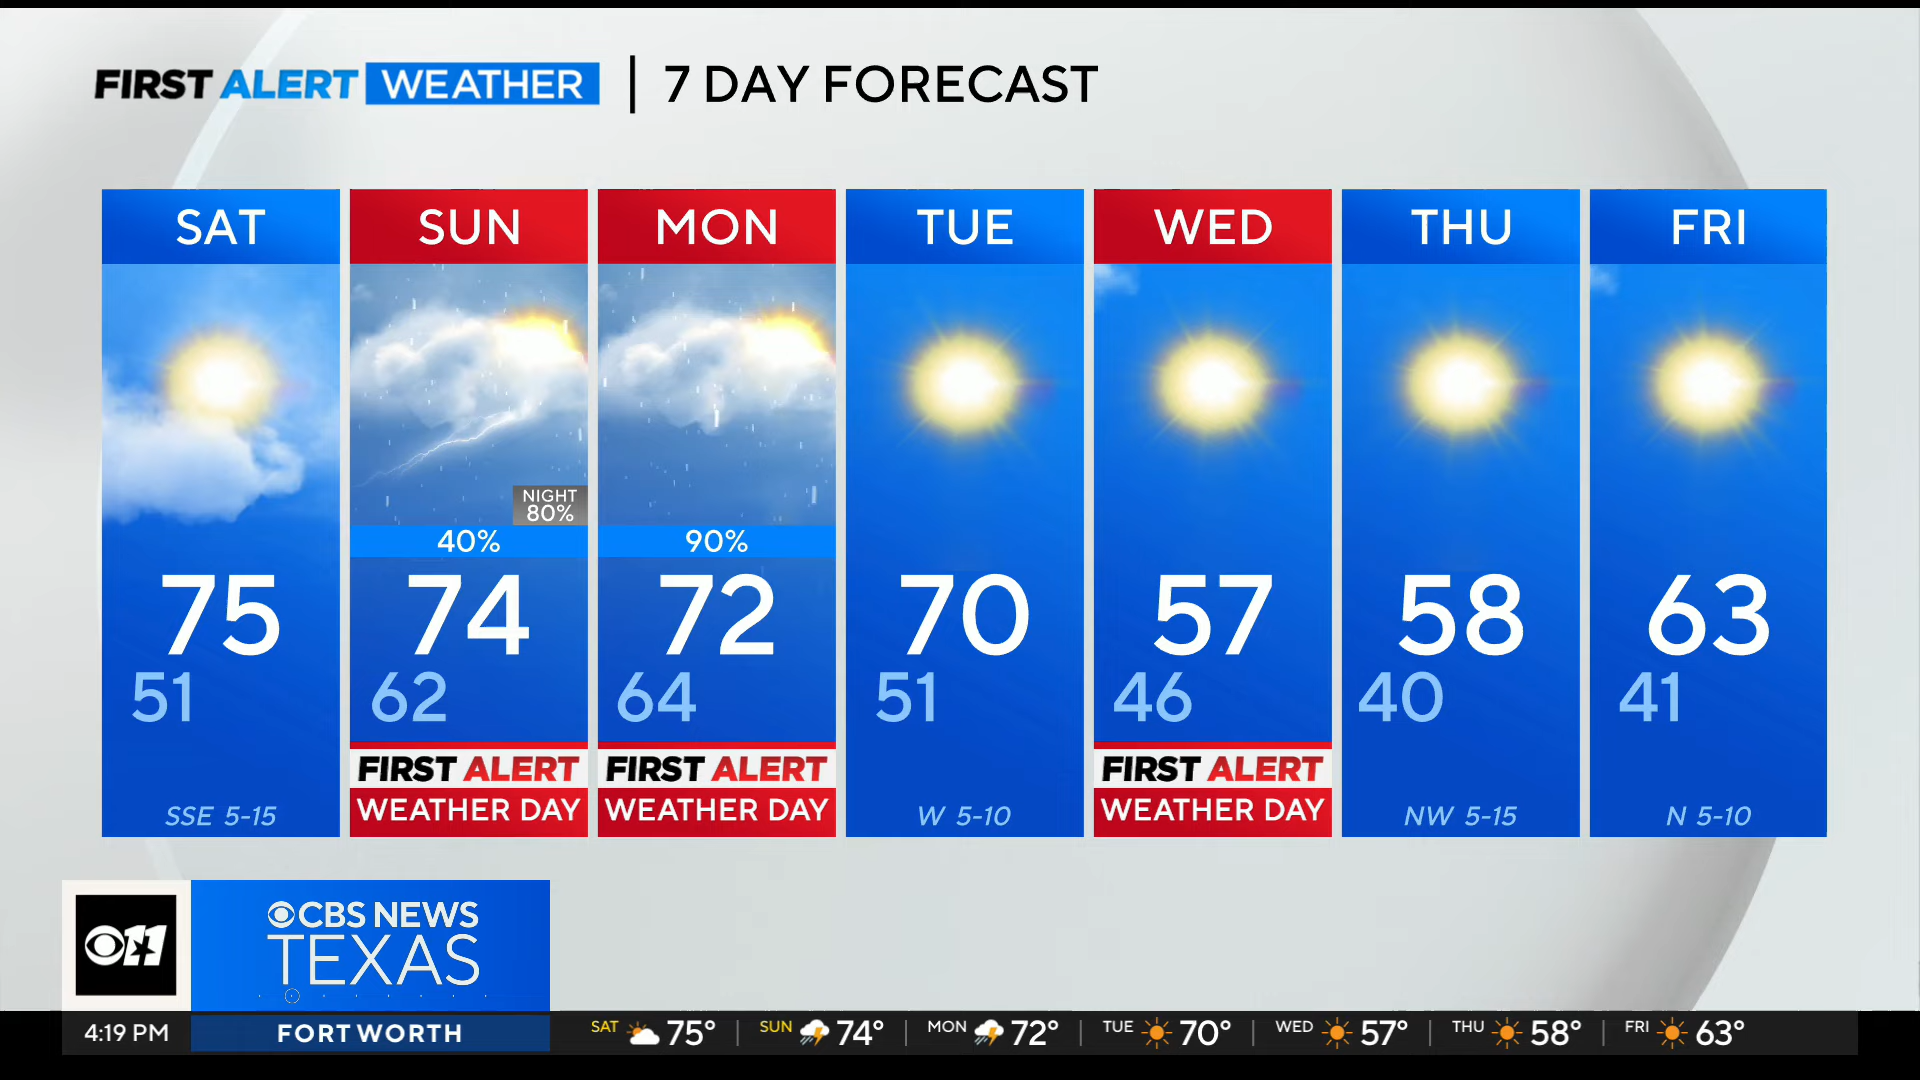 FIRST ALERT WEATHER | 7 DAY FORECAST
SAT SUN MON TUE WED THU FRI
NIGHT
80%
40% 90%
75 74 72 70 57 58 63
51 62 64 51 46 40 41
FIRST ALERT FIRST ALERT FIRST ALERT
SSE 5-15 WEATHER DAY WEATHER DAY W 5-10 WEATHER DAY NW 5-15 N 5-10
11 CBS NEWS
TEXAS
4:19 PM FORT WORTH SAT 75° | SUN 74° | MON 72° | TUE 70° | WED 57° | THU 58° | FRI 63°